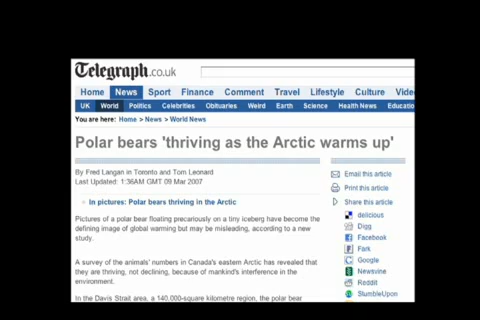 Telegraph.co.uk
Home News Sport Finance Comment Travel Lifestyle Culture Vide
UK World Politics Celebrities Obituaries Weird Earth Science Health News Educatio
You are here: Home > News > World News
Polar bears 'thriving as the Arctic warms up'
By Fred Langan in Toronto and Tom Leonard
Last Updated: 1:36AM GMT 09 Mar 2007
In pictures: Polar bears thriving in the Arctic
Pictures of a polar bear floating precariously on a tiny iceberg have become the
defining image of global warming but may be misleading, according to a new
study.
A survey of the animals' numbers in Canada's eastern Arctic has revealed that
they are thriving, not declining, because of mankind's interference in the
environment.
In the Davis Strait area, a 140,000-square kilometre region, the polar bear
Email this article
Print this article
Share this article
delicious
Digg
Facebook
Fark
Google
Newsvine
Reddit
StumbleUpon